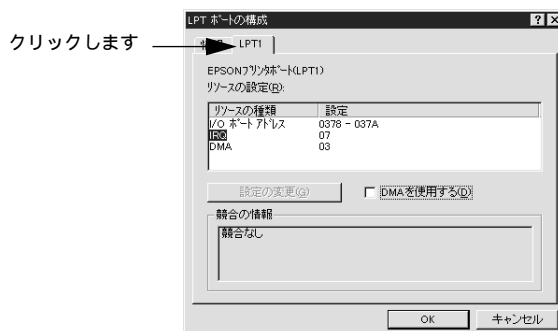 LPT ポートの構成
クリックします
LPT1
EPSONプリンタポート(LPT1)
リソースの設定(R):
リソースの種類 設定
I/O ポート アドレス 0378 - 037A
IRQ 07
DMA 03
設定の変更(G) DMAを使用する(D)
競合の情報
競合なし
OK キャンセル